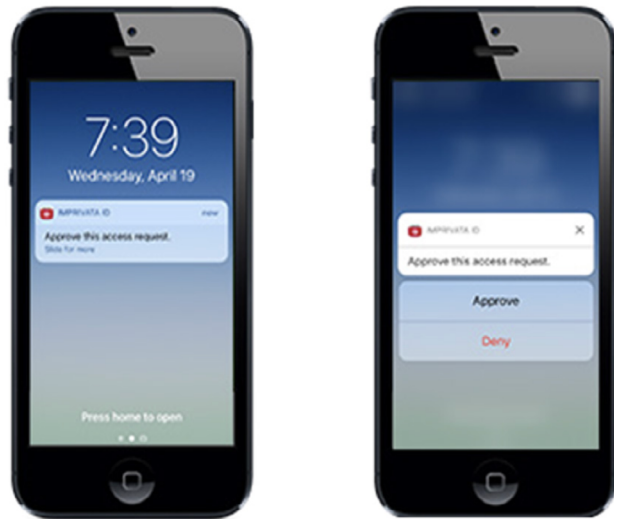 7:39
Wednesday, April 19
IMPRIVATA ID now
Approve this access request.
Slide for more
Press home to open
IMPRIVATA ID
Approve this access request.
Approve
Deny